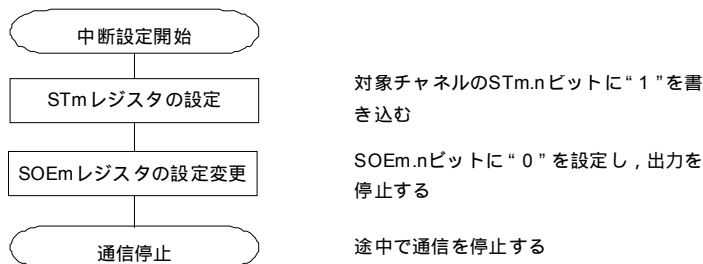 中断設定開始
STmレジスタの設定
対象チャネルのSTm.nビットに“1”を書
き込む
SOEmレジスタの設定変更
SOEm.nビットに“0”を設定し，出力を
停止する
通信停止
途中で通信を停止する